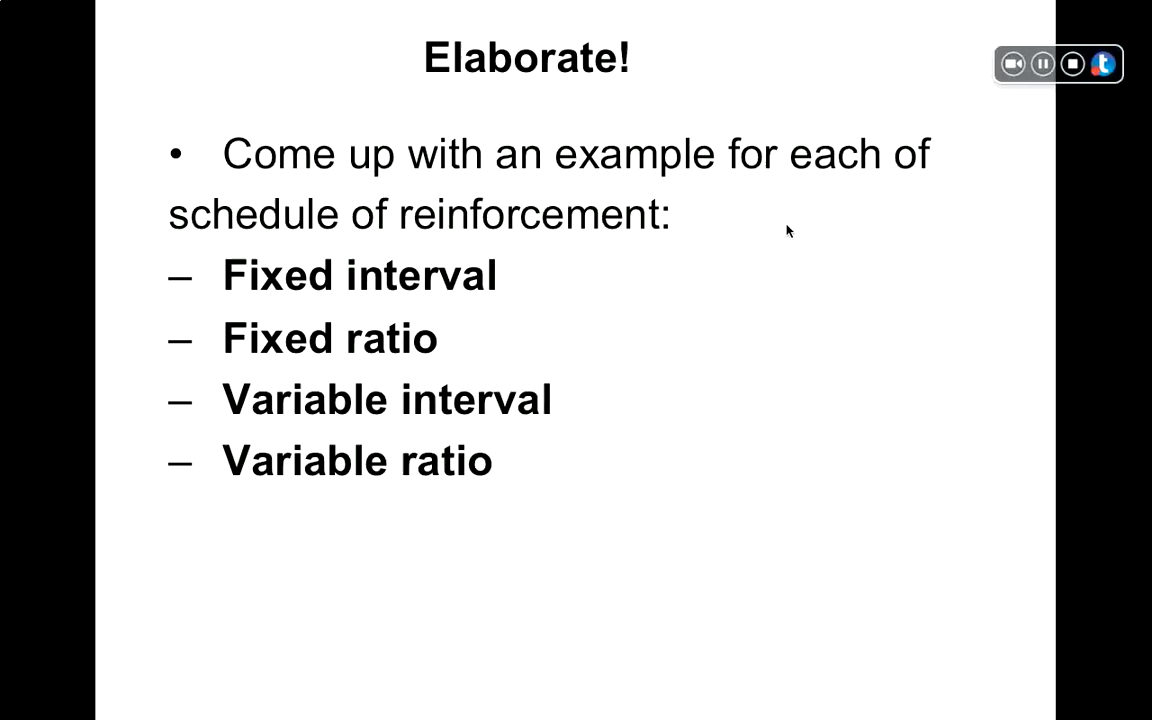 Elaborate!
• Come up with an example for each of
schedule of reinforcement:
– Fixed interval
– Fixed ratio
– Variable interval
– Variable ratio
t